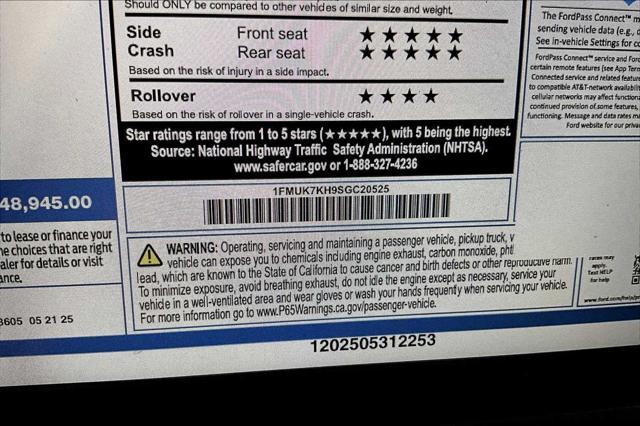 Should ONLY be compared to other vehicles of similar size and weight.
Side Crash
Front seat ★★★★★
Rear seat ★★★★★
Based on the risk of injury in a side impact.
Rollover ★★★★
Based on the risk of rollover in a single-vehicle crash.
Star ratings range from 1 to 5 stars (★★★★★), with 5 being the highest.
Source: National Highway Traffic Safety Administration (NHTSA).
www.safercar.gov or 1-888-327-4236
1FMUK7KH9SGC20525
WARNING: Operating, servicing and maintaining a passenger vehicle, pickup truck, v
vehicle can expose you to chemicals including engine exhaust, carbon monoxide, pht
lead, which are known to the State of California to cause cancer and birth defects or other reproductive harm.
To minimize exposure, avoid breathing exhaust, do not idle the engine except as necessary, service your
vehicle in a well-ventilated area and wear gloves or wash your hands frequently when servicing your vehicle.
For more information go to www.P65Warnings.ca.gov/passenger-vehicle.
1202505312253
48,945.00
to lease or finance your
e choices that are right
aler for details or visit
ance.
8605 05 21 25
The FordPass Connect™ m
sending vehicle data (e.g., d
See in-vehicle Settings for co
FordPass Connect™ service and Ford
certain remote features (see App Term
Connected service and related feature
to compatible AT&T-network availabilit
cellular networks may affect functiona
continued provision of some features,
functioning. Message and data rates ma
Ford website for our priva
rates may
apply.
Text HELP
for help